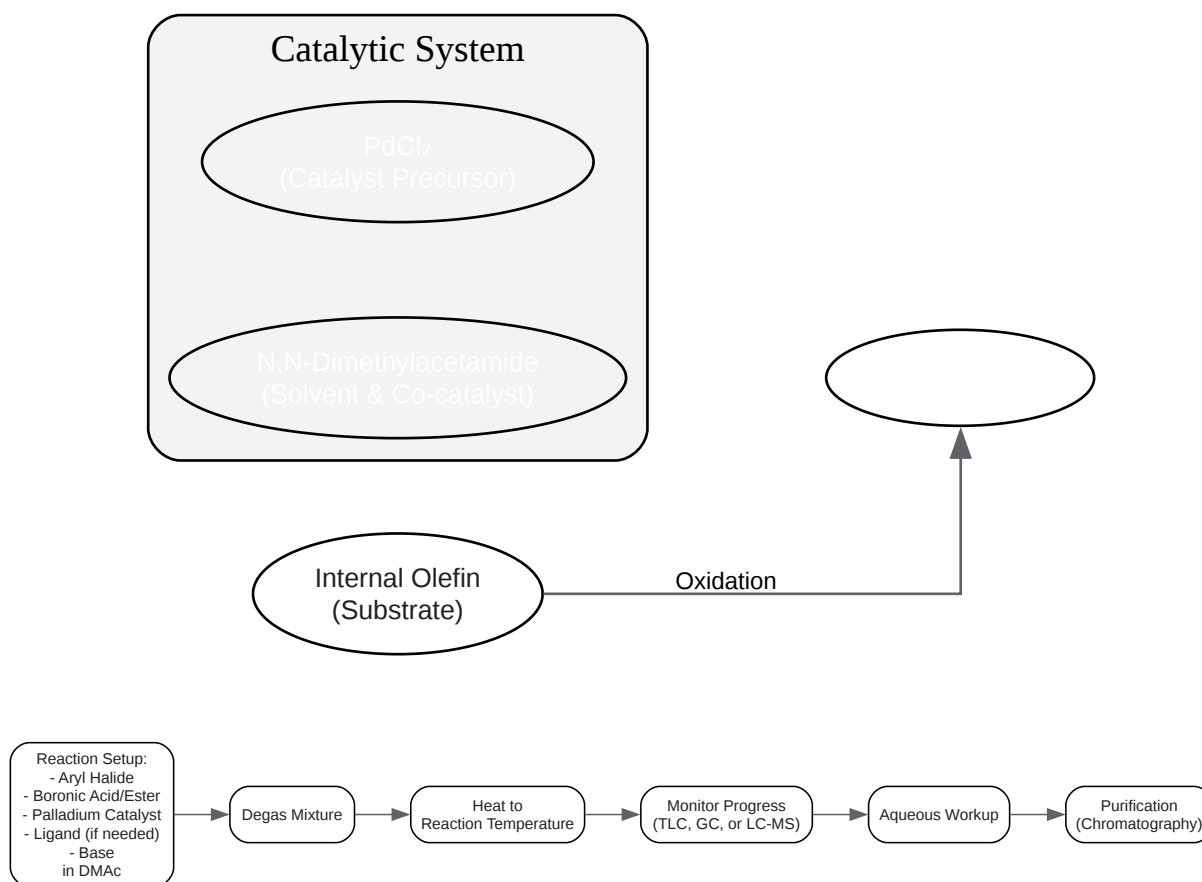 Catalytic System
PdCl₂
(Catalyst Precursor)
N,N-Dimethylacetamide
(Solvent & Co-catalyst)
Internal Olefin
(Substrate)
Oxidation
Reaction Setup:
- Aryl Halide
- Boronic Acid/Ester
- Palladium Catalyst
- Ligand (if needed)
- Base
in DMAc
Degas Mixture
Heat to
Reaction Temperature
Monitor Progress
(TLC, GC, or LC-MS)
Aqueous Workup
Purification
(Chromatography)